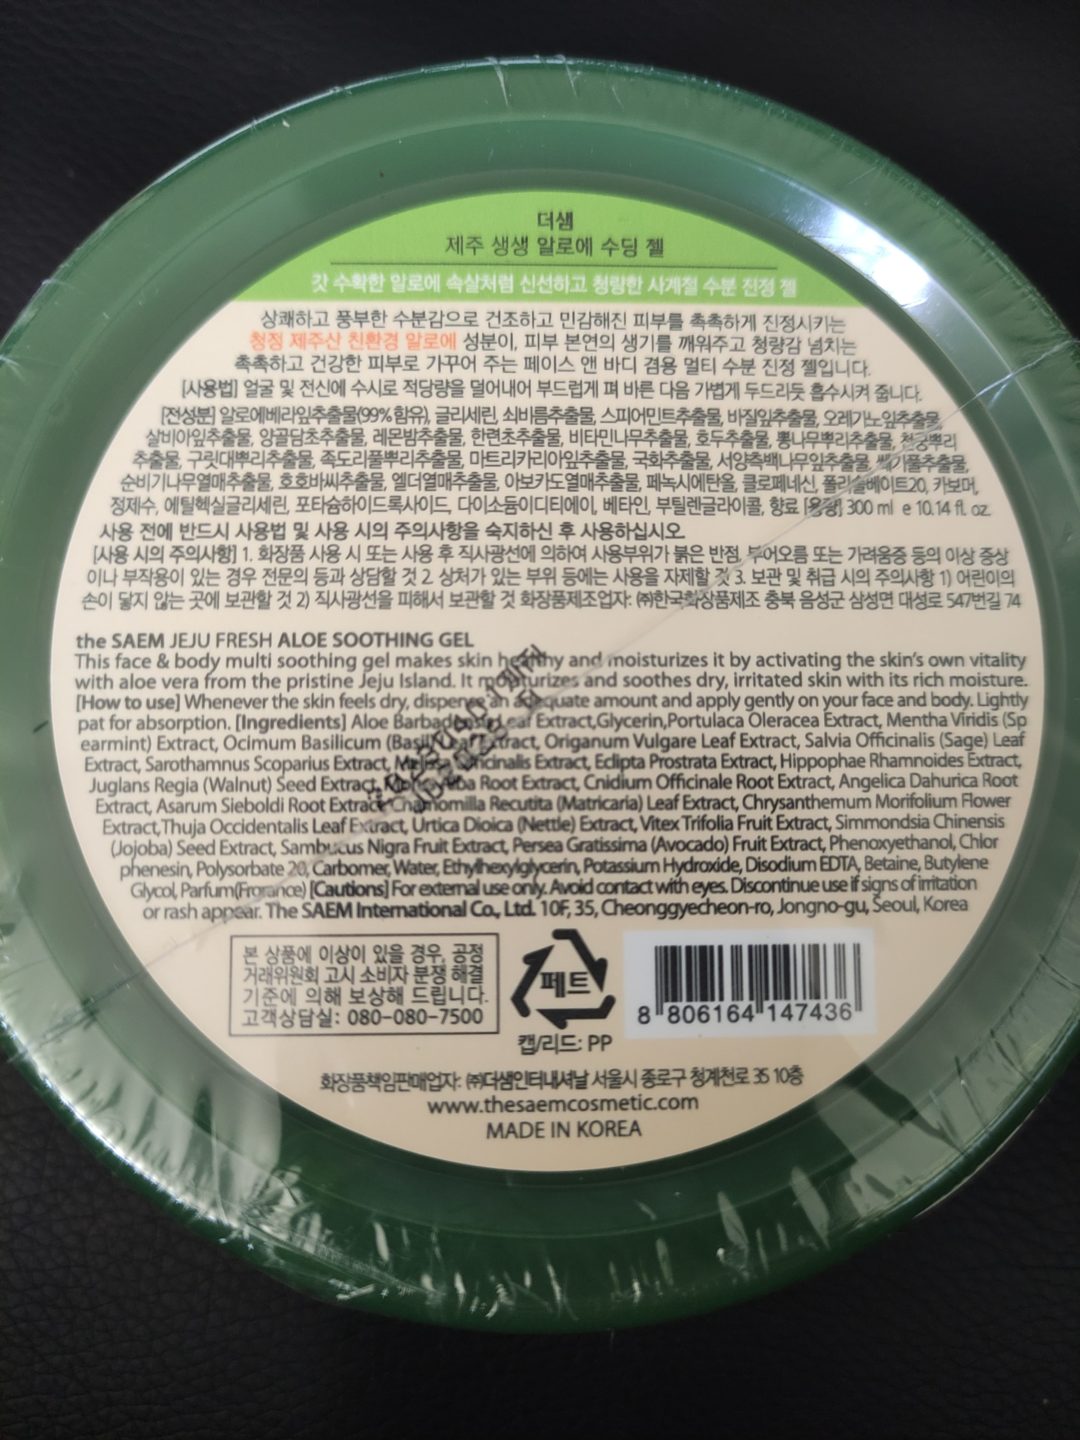 더샘
제주 생생 알로에 수딩 젤
갓 수확한 알로에 속살처럼 신선하고 청량한 사계절 수분 진정 젤
상쾌하고 풍부한 수분감으로 건조하고 민감해진 피부를 촉촉하게 진정시키는
청정 제주산 친환경 알로에 성분이, 피부 본연의 생기를 깨워주고 청량감 넘치는
촉촉하고 건강한 피부로 가꾸어 주는 페이스 앤 바디 겸용 멀티 수분 진정 젤입니다.
[사용법] 얼굴 및 전신에 수시로 적당량을 덜어내어 부드럽게 펴 바른 다음 가볍게 두드리듯 흡수시켜 줍니다.
[전성분] 알로에베라잎추출물(99% 함유), 글리세린, 쇠비름추출물, 스피어민트추출물, 바질잎추출물, 오레가노잎추출물,
살비아잎추출물, 양골담초추출물, 레몬밤추출물, 한련초추출물, 비타민나무추출물, 호두추출물, 뽕나무뿌리추출물, 천궁뿌리
추출물, 구릿대뿌리추출물, 족도리풀뿌리추출물, 마트리카리아잎추출물, 국화추출물, 서양측백나무잎추출물, 쐐기풀추출물,
순비기나무열매추출물, 호호바씨추출물, 엘더열매추출물, 아보카도열매추출물, 페녹시에탄올, 클로페네신, 폴리솔베이트20, 카보머,
정제수, 에틸헥실글리세린, 포타슘하이드록사이드, 다이소듐이디티에이, 베타인, 부틸렌글라이콜, 향료 [용량] 300 ml e 10.14 fl. oz.
사용 전에 반드시 사용법 및 사용 시의 주의사항을 숙지하신 후 사용하십시오.
[사용 시의 주의사항] 1. 화장품 사용 시 또는 사용 후 직사광선에 의하여 사용부위가 붉은 반점, 부어오름 또는 가려움증 등의 이상 증상
이나 부작용이 있는 경우 전문의 등과 상담할 것 2. 상처가 있는 부위 등에는 사용을 자제할 것 3. 보관 및 취급 시의 주의사항 1) 어린이의
손이 닿지 않는 곳에 보관할 것 2) 직사광선을 피해서 보관할 것 화장품제조업자: ㈜한국화장품제조 충북 음성군 삼성면 대성로 547번길 74
the SAEM JEJU FRESH ALOE SOOTHING GEL
This face & body multi soothing gel makes skin healthy and moisturizes it by activating the skin's own vitality
with aloe vera from the pristine Jeju Island. It moisturizes and soothes dry, irritated skin with its rich moisture.
[How to use] Whenever the skin feels dry, dispense an adequate amount and apply gently on your face and body. Lightly
pat for absorption. [Ingredients] Aloe Barbadensis Leaf Extract,Glycerin,Portulaca Oleracea Extract, Mentha Viridis (Sp
earmint) Extract, Ocimum Basilicum (Basil) Leaf Extract, Origanum Vulgare Leaf Extract, Salvia Officinalis (Sage) Leaf
Extract, Sarothamnus Scoparius Extract, Melissa Officinalis Extract, Eclipta Prostrata Extract, Hippophae Rhamnoides Extract,
Juglans Regia (Walnut) Seed Extract, Morus Alba Root Extract, Cnidium Officinale Root Extract, Angelica Dahurica Root
Extract, Asarum Sieboldi Root Extract, Chamomilla Recutita (Matricaria) Leaf Extract, Chrysanthemum Morifolium Flower
Extract,Thuja Occidentalis Leaf Extract, Urtica Dioica (Nettle) Extract, Vitex Trifolia Fruit Extract, Simmondsia Chinensis
(Jojoba) Seed Extract, Sambucus Nigra Fruit Extract, Persea Gratissima (Avocado) Fruit Extract, Phenoxyethanol, Chlor
phenesin, Polysorbate 20, Carbomer, Water, Ethylhexylglycerin, Potassium Hydroxide, Disodium EDTA, Betaine, Butylene
Glycol, Parfum [Cautions] For external use only. Avoid contact with eyes. Discontinue use if signs of irritation
or rash appear. The SAEM International Co., Ltd. 10F, 35, Cheonggyecheon-ro, Jongno-gu, Seoul, Korea
본 상품에 이상이 있을 경우, 공정
거래위원회 고시 소비자 분쟁 해결
기준에 의해 보상해 드립니다.
고객상담실: 080-080-7500
페트
캡/리드: PP
8 806164 147436
화장품책임판매업자: ㈜더샘인터내셔날 서울시 종로구 청계천로 35 10층
www.thesaemcosmetic.com
MADE IN KOREA